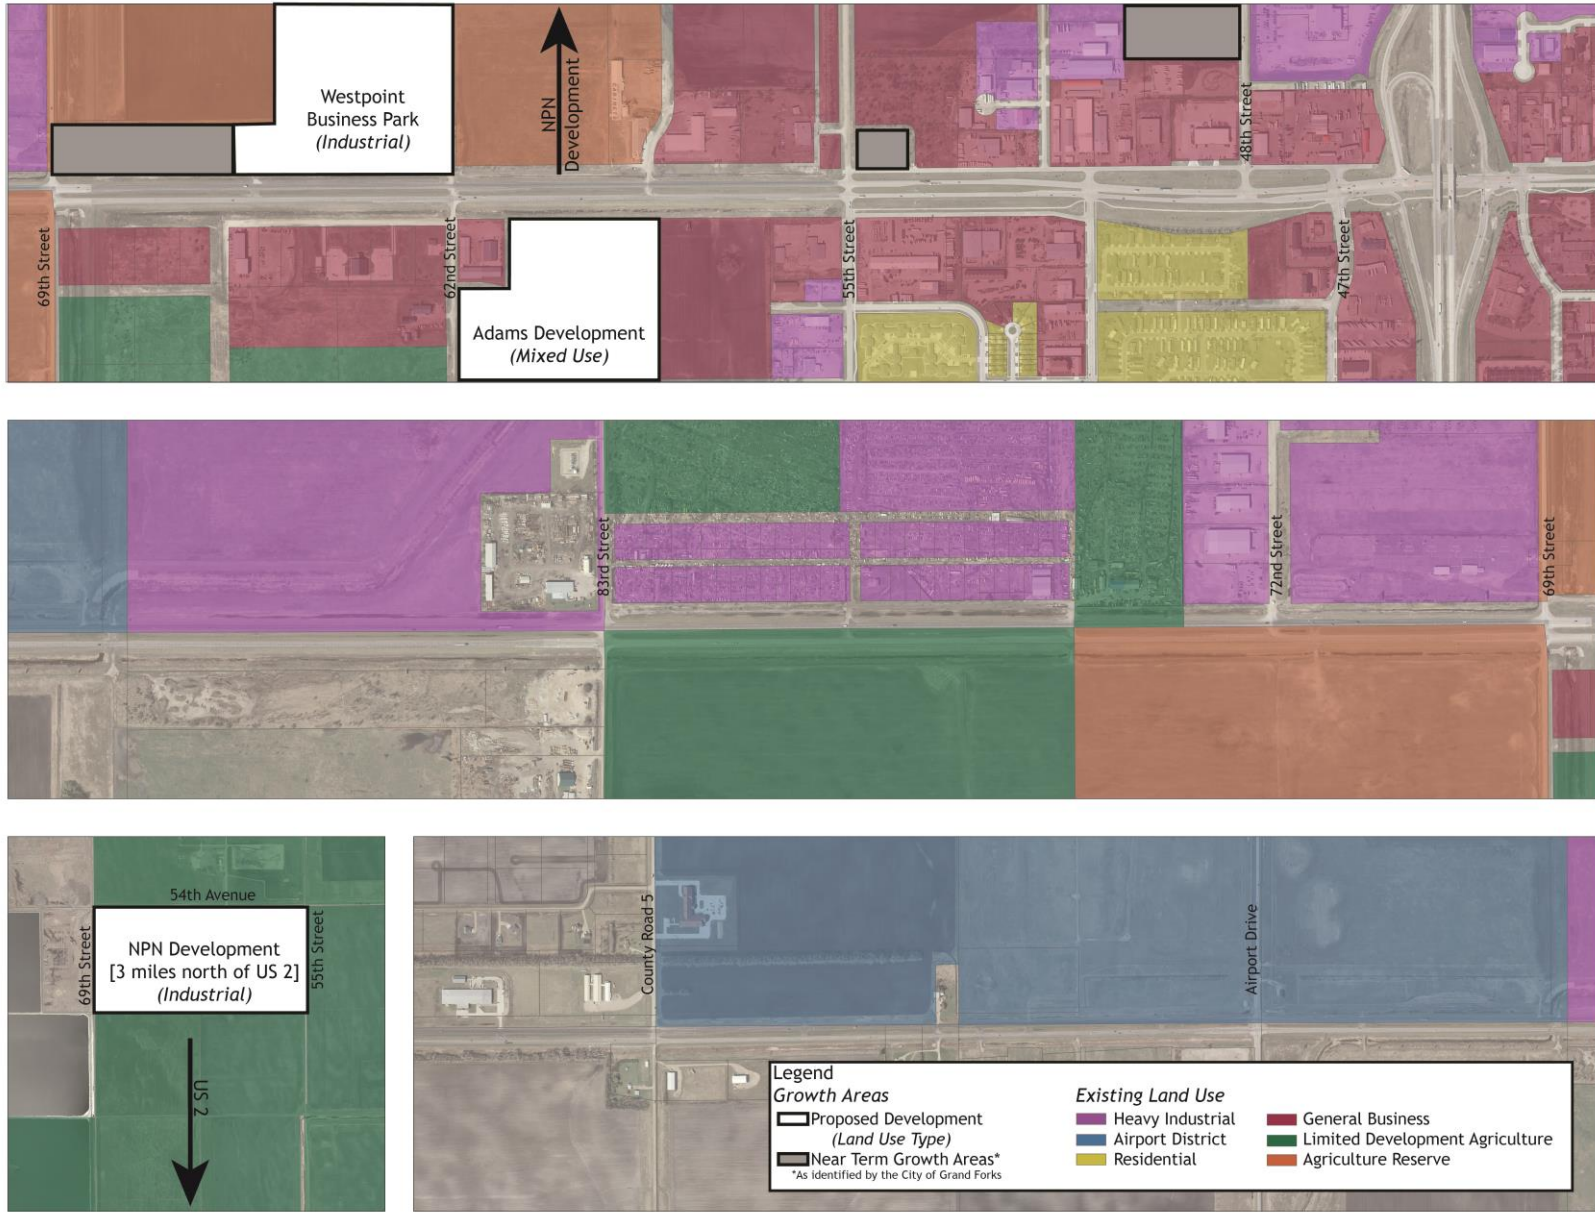 Westpoint
Business Park
(Industrial)
NPN
Development
48th Street
69th Street
62nd Street
55th Street
47th Street
Adams Development
(Mixed Use)
83rd Street
72nd Street
69th Street
54th Avenue
69th Street
NPN Development
[3 miles north of US 2]
(Industrial)
55th Street
US 2
County Road 5
Airport Drive
Legend
Growth Areas
Proposed Development
(Land Use Type)
Near Term Growth Areas*
*As identified by the City of Grand Forks
Existing Land Use
Heavy Industrial
Airport District
Residential
General Business
Limited Development Agriculture
Agriculture Reserve